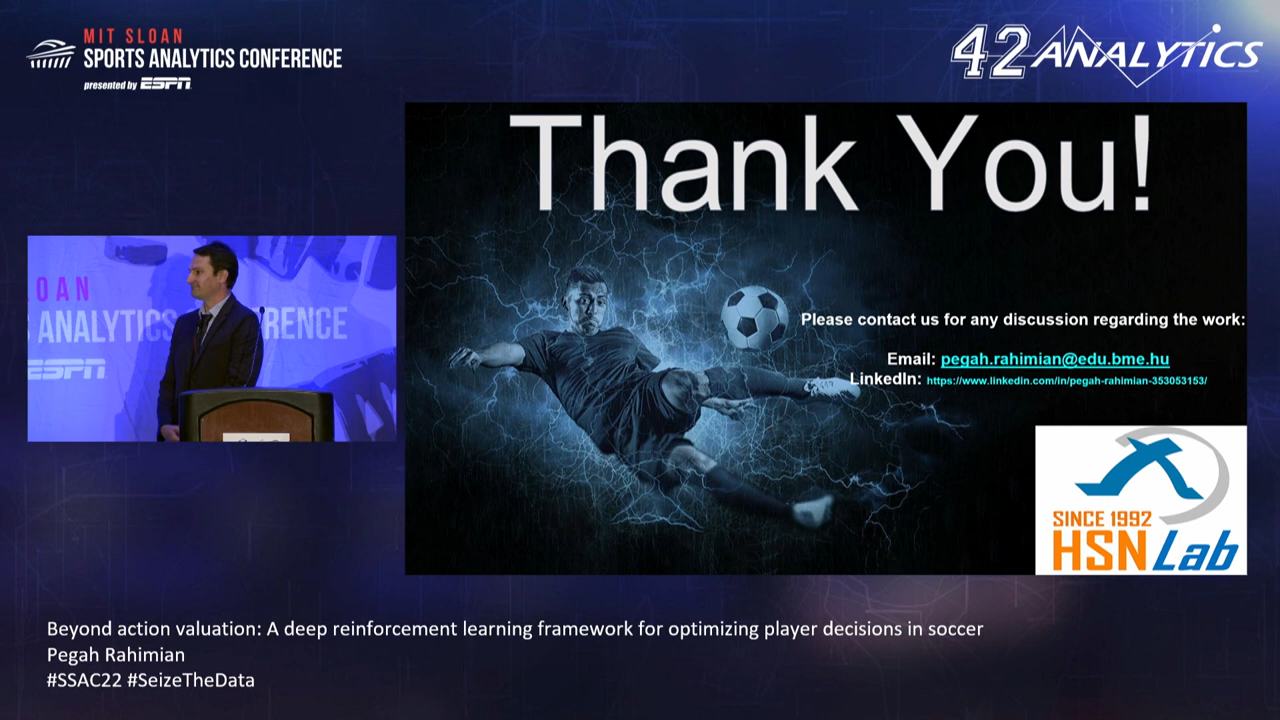 MIT SLOAN
SPORTS ANALYTICS CONFERENCE
presented by ESPN
42 ANALYTICS
Thank You!
OAN
S ANALYTICS
RENCE
ESPN
Please contact us for any discussion regarding the work:
Email: pegah.rahimian@edu.bme.hu
LinkedIn: https://www.linkedin.com/in/pegah-rahimian-353053153/
SINCE 1992
HSN Lab
Beyond action valuation: A deep reinforcement learning framework for optimizing player decisions in soccer
Pegah Rahimian
#SSAC22 #SeizeTheData